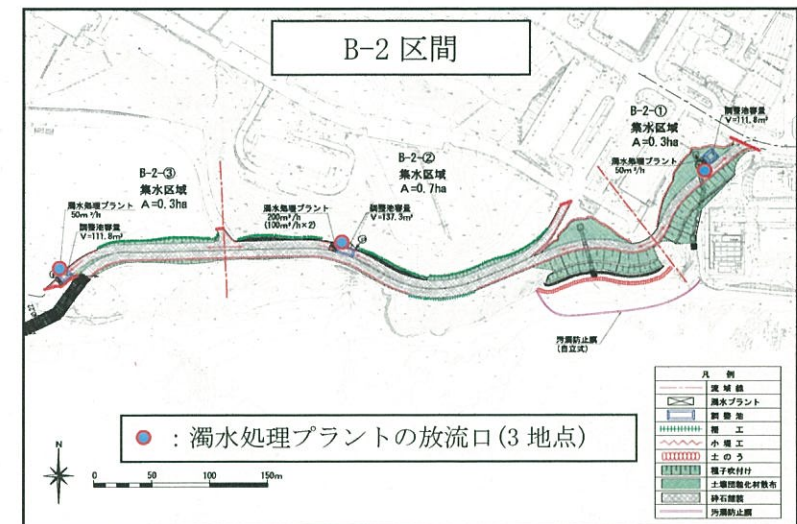 B-2 区間
B-2-①
集水区域
A=0.3ha
調整池容量
V=111.8m³
濁水処理プラント
50m³/h
B-2-②
集水区域
A=0.7ha
濁水処理プラント
200m³/h
(100m³/h×2)
調整池容量
V=137.3m³
B-2-③
集水区域
A=0.3ha
濁水処理プラント
50m³/h
調整池容量
V=111.8m³
汚濁防止膜
(自立式)
：濁水処理プラントの放流口(3 地点)
N
0 50 100 150m
凡 例
流域線
濁水プラント
調整池
柵工
小堤工
土のう
種子吹付け
土壌団粒化材散布
砕石舗装
汚濁防止膜